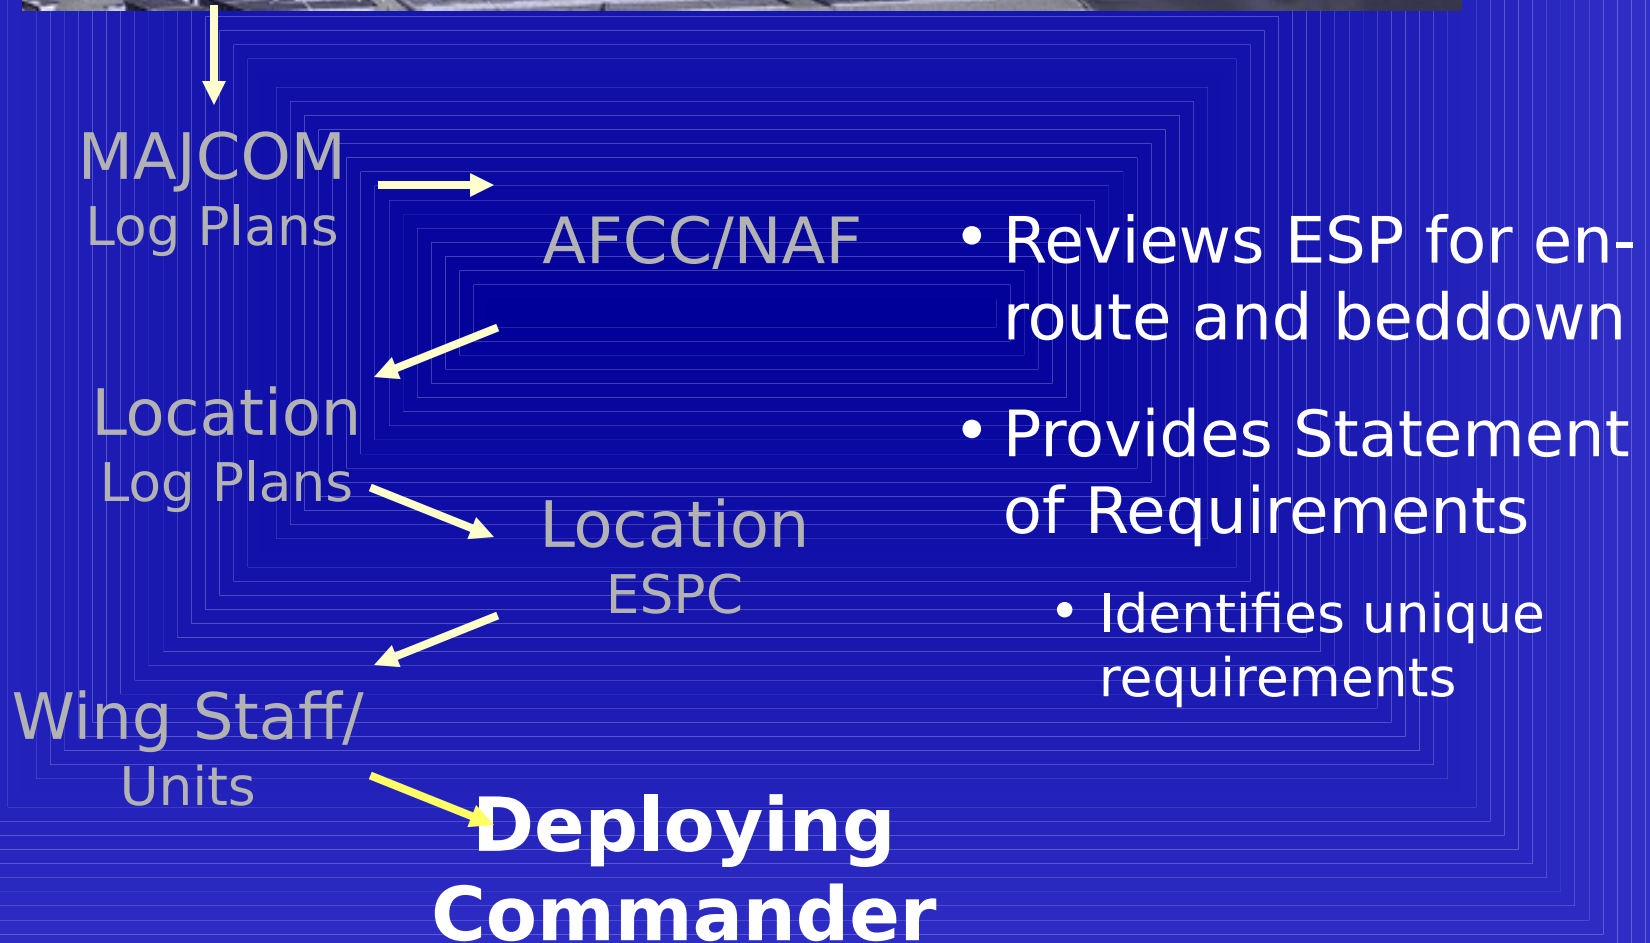 MAJCOM
Log Plans
AFCC/NAF
Location
Log Plans
Location
ESPC
Wing Staff/
Units
Deploying
Commander
• Reviews ESP for en-
route and beddown
• Provides Statement
of Requirements
• Identifies unique
requirements